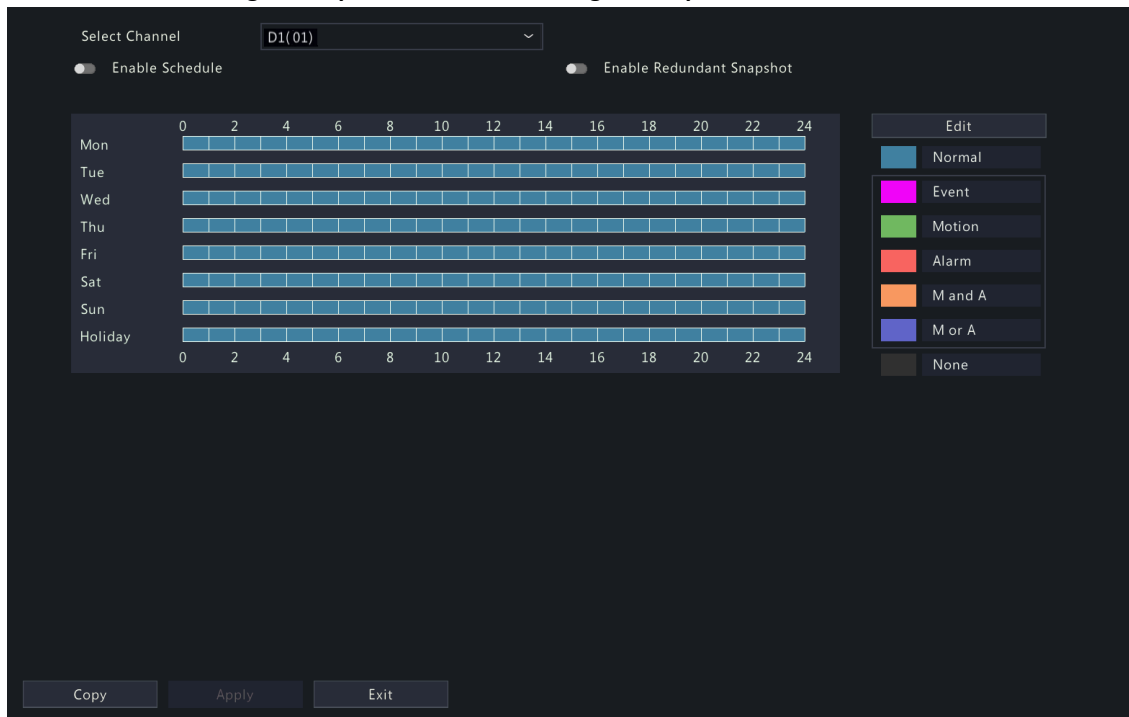 Select Channel D1(01)
Enable Schedule Enable Redundant Snapshot
0 2 4 6 8 10 12 14 16 18 20 22 24
Mon
Tue
Wed
Thu
Fri
Sat
Sun
Holiday
0 2 4 6 8 10 12 14 16 18 20 22 24
Edit
Normal
Event
Motion
Alarm
M and A
M or A
None
Copy Apply Exit